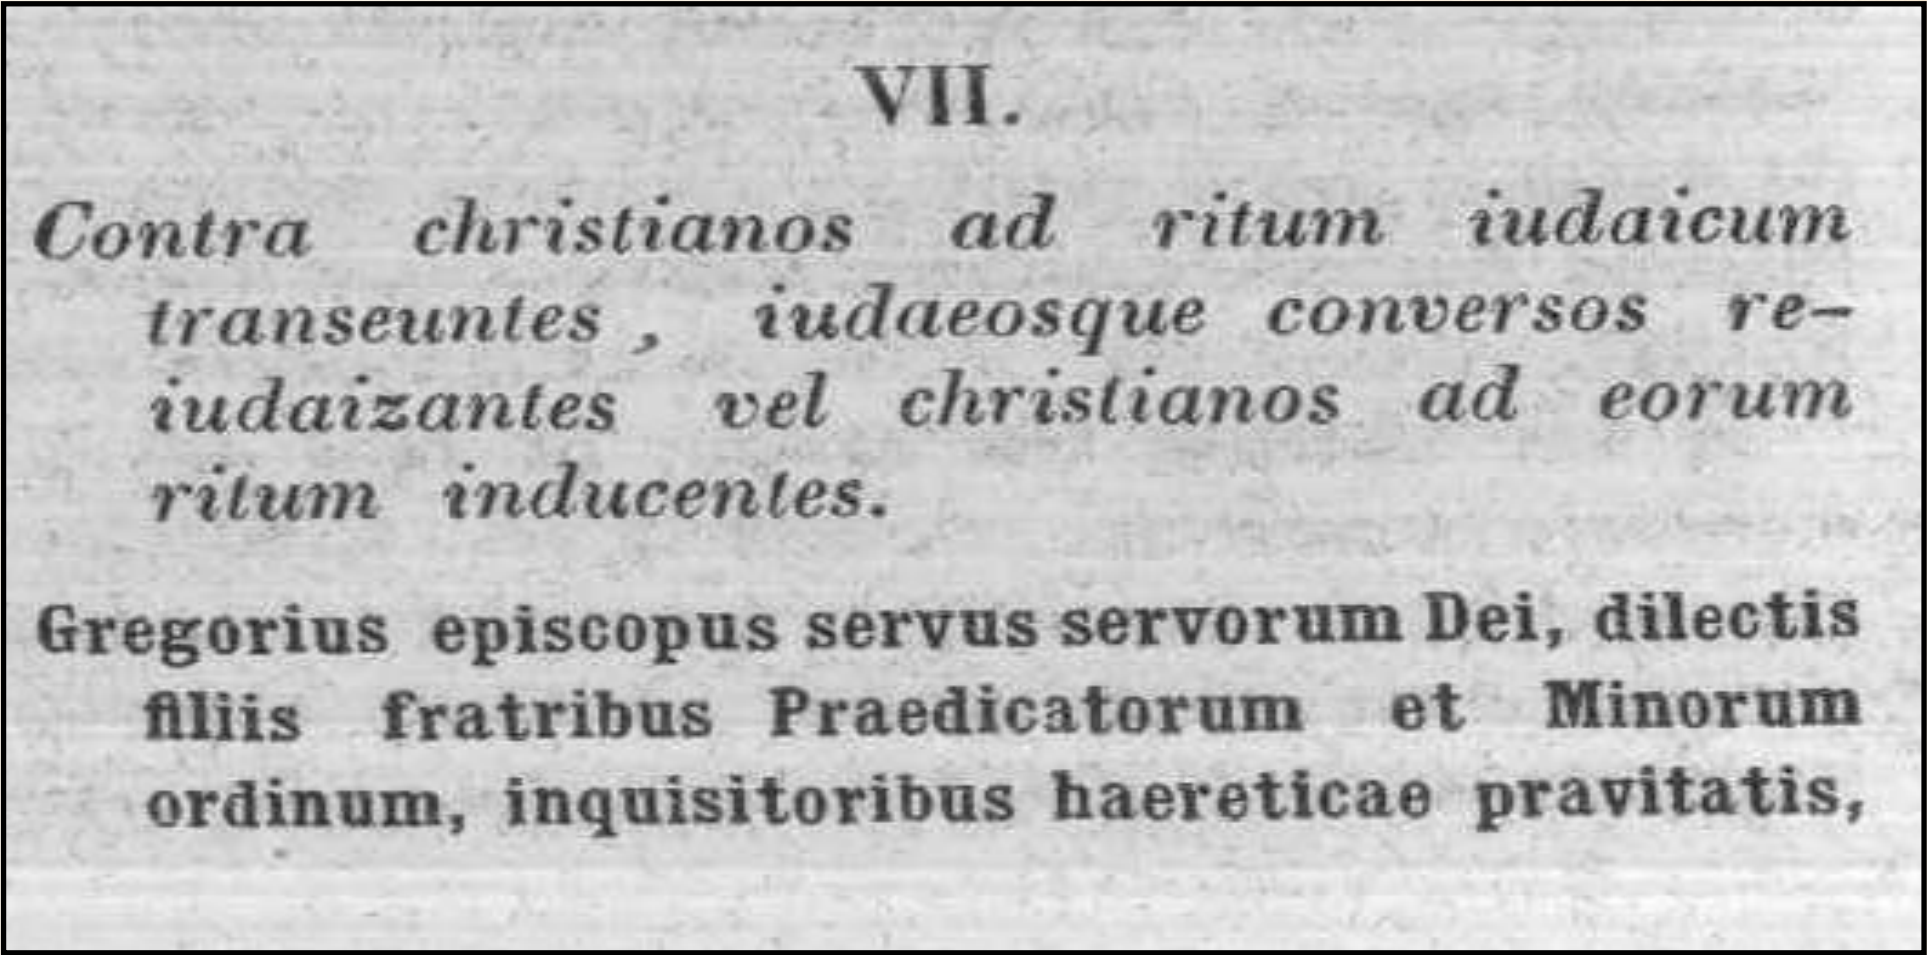 VII.
Contra christianos ad ritum iudaicum
transeuntes, iudaeosque conversos re-
iudaizantes vel christianos ad eorum
ritum inducentes.
Gregorius episcopus servus servorum Dei, dilectis
filiis fratribus Praedicatorum et Minorum
ordinum, inquisitoribus haereticae pravitatis,